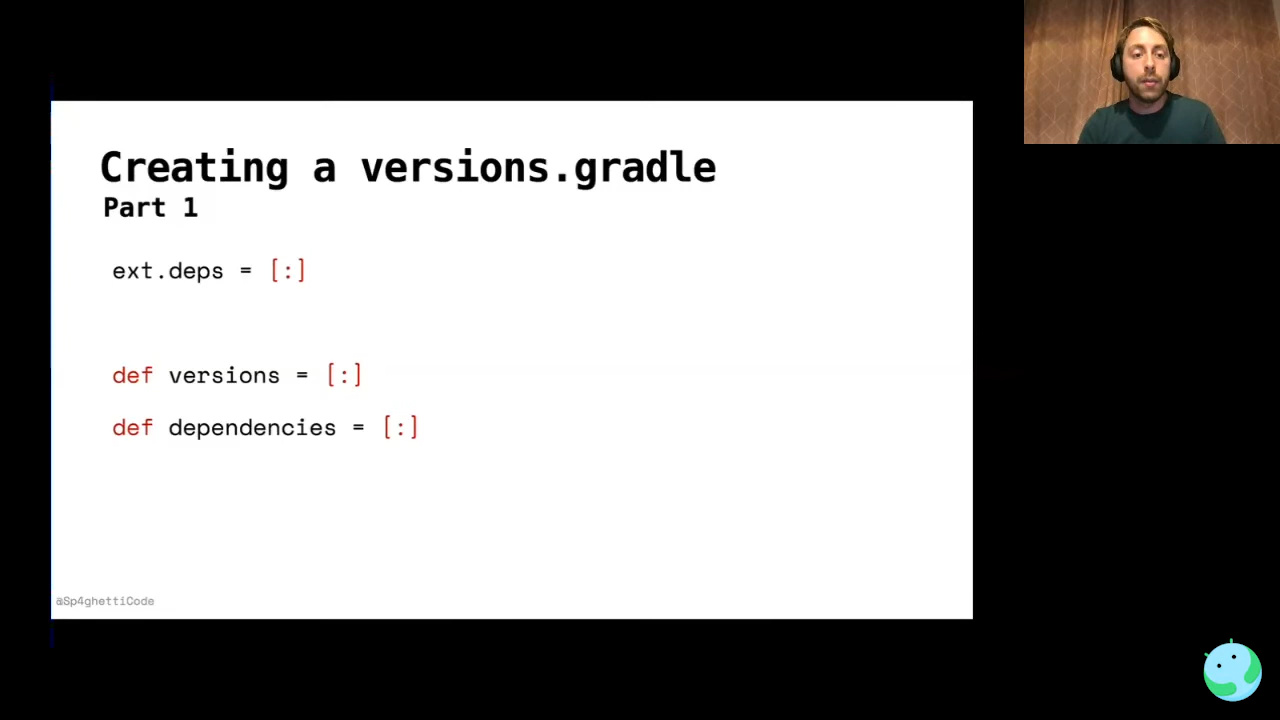 Creating a versions.gradle
Part 1
ext.deps = [:]
def versions = [:]
def dependencies = [:]
@Sp4ghettiCode